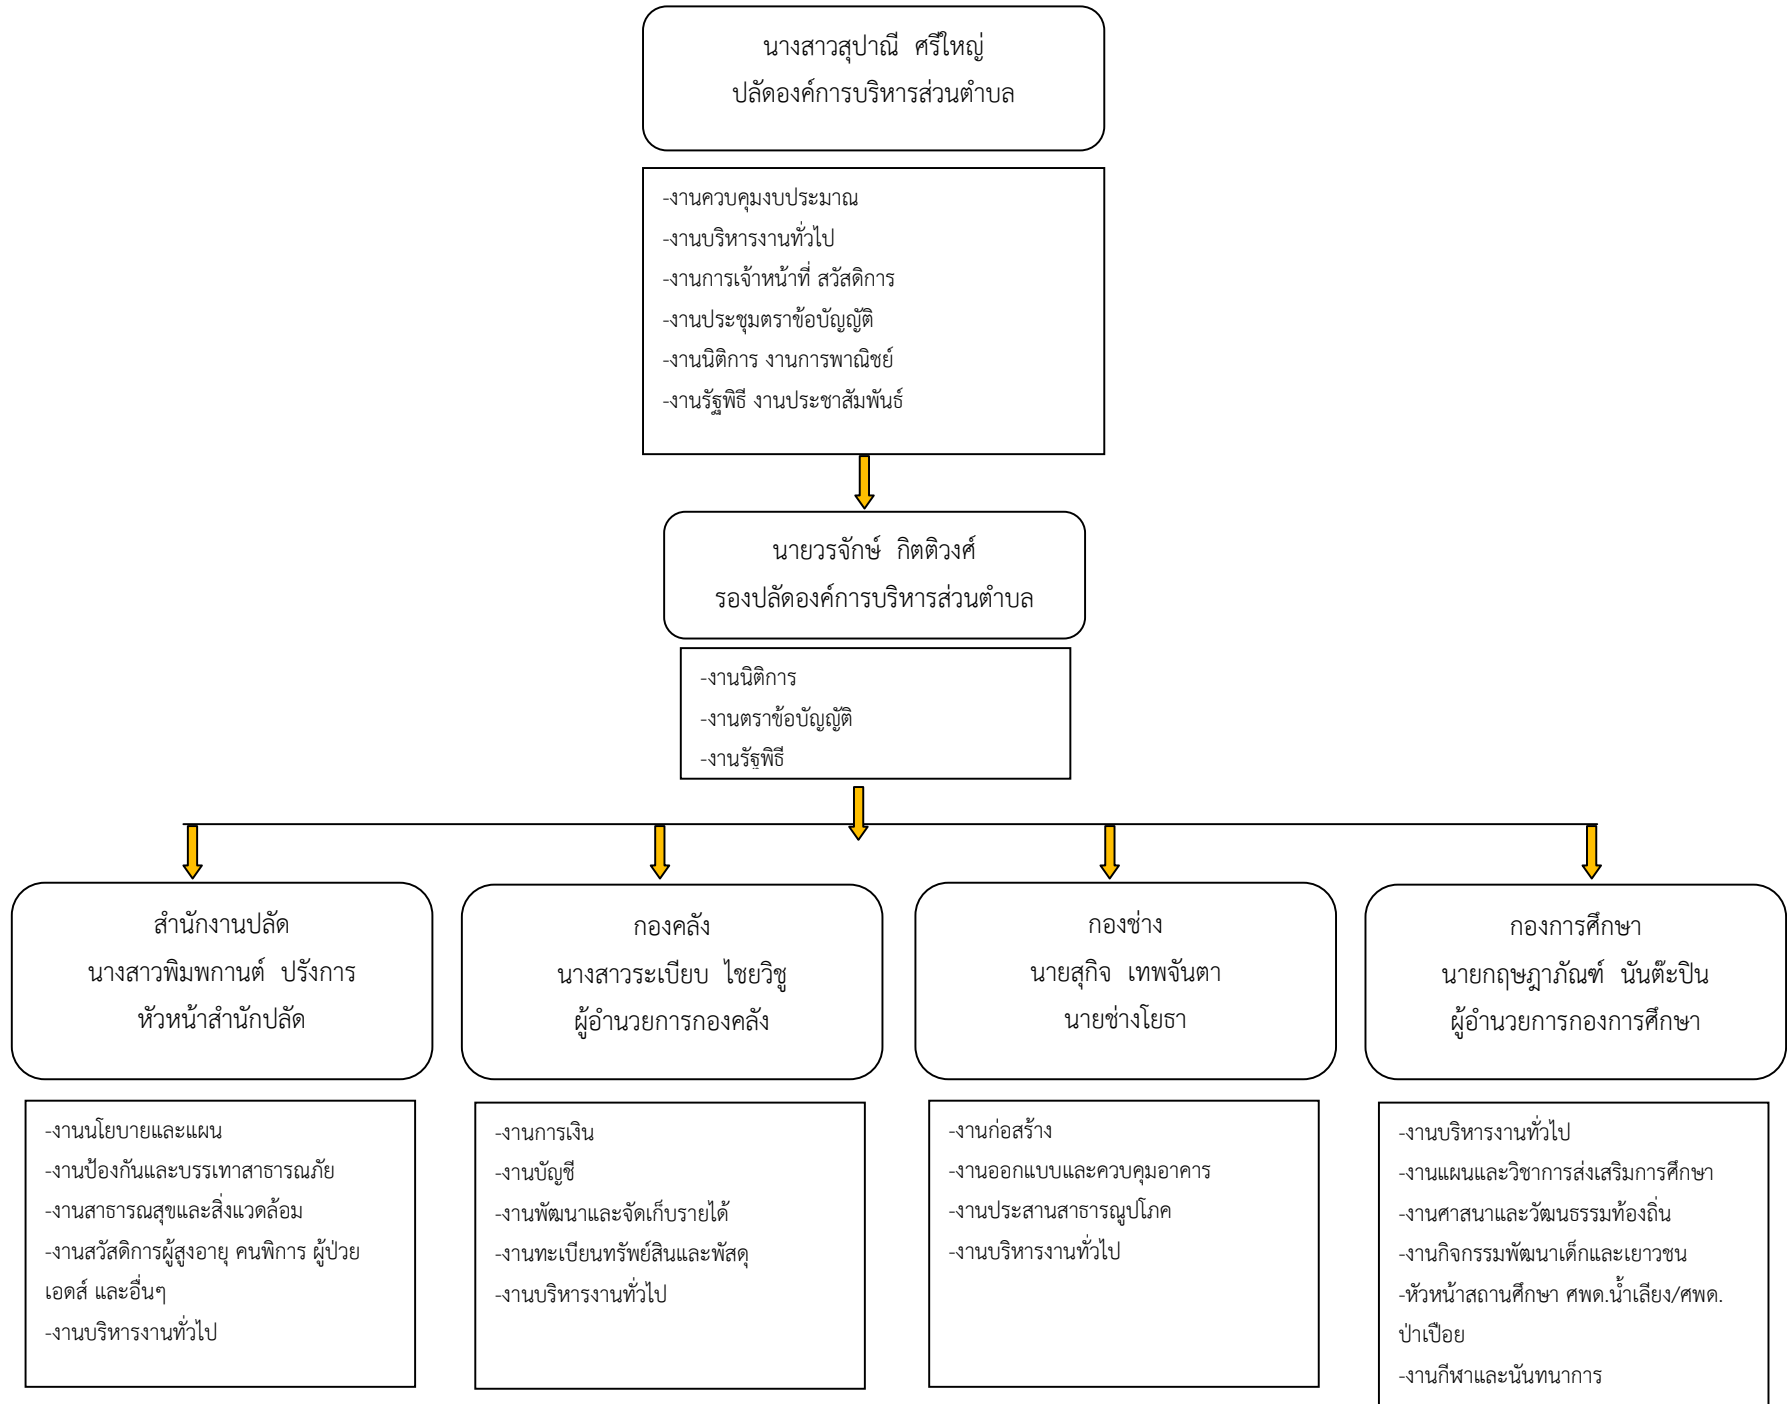 นางสาวสุปาณี ศรีใหญ่
ปลัดองค์การบริหารส่วนตำบล
-งานควบคุมงบประมาณ
-งานบริหารงานทั่วไป
-งานการเจ้าหน้าที่ สวัสดิการ
-งานประชุมตราข้อบัญญัติ
-งานนิติการ งานการพาณิชย์
-งานรัฐพิธี งานประชาสัมพันธ์
นายวรจักษ์ กิตติวงศ์
รองปลัดองค์การบริหารส่วนตำบล
-งานนิติการ
-งานตราข้อบัญญัติ
-งานรัฐพิธี
สำนักงานปลัด
นางสาวพิมพกานต์ ปรังการ
หัวหน้าสำนักปลัด
-งานนโยบายและแผน
-งานป้องกันและบรรเทาสาธารณภัย
-งานสาธารณสุขและสิ่งแวดล้อม
-งานสวัสดิการผู้สูงอายุ คนพิการ ผู้ป่วย
เอดส์ และอื่นๆ
-งานบริหารงานทั่วไป
กองคลัง
นางสาวระเบียบ ไชยวิชู
ผู้อำนวยการกองคลัง
-งานการเงิน
-งานบัญชี
-งานพัฒนาและจัดเก็บรายได้
-งานทะเบียนทรัพย์สินและพัสดุ
-งานบริหารงานทั่วไป
กองช่าง
นายสุกิจ เทพจันตา
นายช่างโยธา
-งานก่อสร้าง
-งานออกแบบและควบคุมอาคาร
-งานประสานสาธารณูปโภค
-งานบริหารงานทั่วไป
กองการศึกษา
นายกฤษฎาภัณฑ์ นันต๊ะปิน
ผู้อำนวยการกองการศึกษา
-งานบริหารงานทั่วไป
-งานแผนและวิชาการส่งเสริมการศึกษา
-งานศาสนาและวัฒนธรรมท้องถิ่น
-งานกิจกรรมพัฒนาเด็กและเยาวชน
-หัวหน้าสถานศึกษา ศพด.น้ำเลียง/ศพด.
ป่าเปือย
-งานกีฬาและนันทนาการ